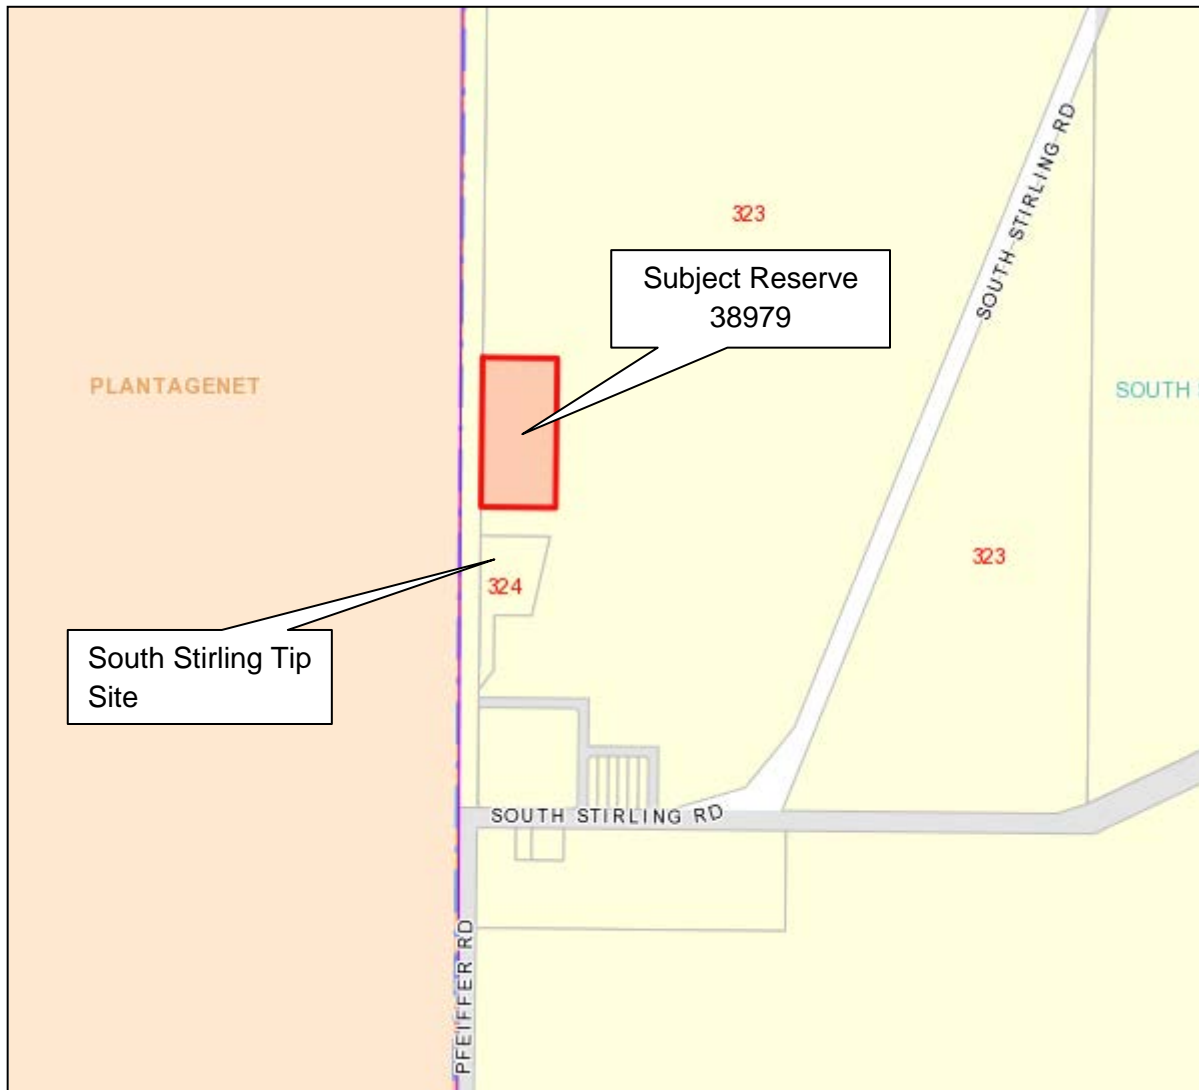 323
SOUTH STIRLING RD
Subject Reserve
38979
PLANTAGENET
SOUTH
323
324
South Stirling Tip
Site
SOUTH STIRLING RD
PFEIFFER RD